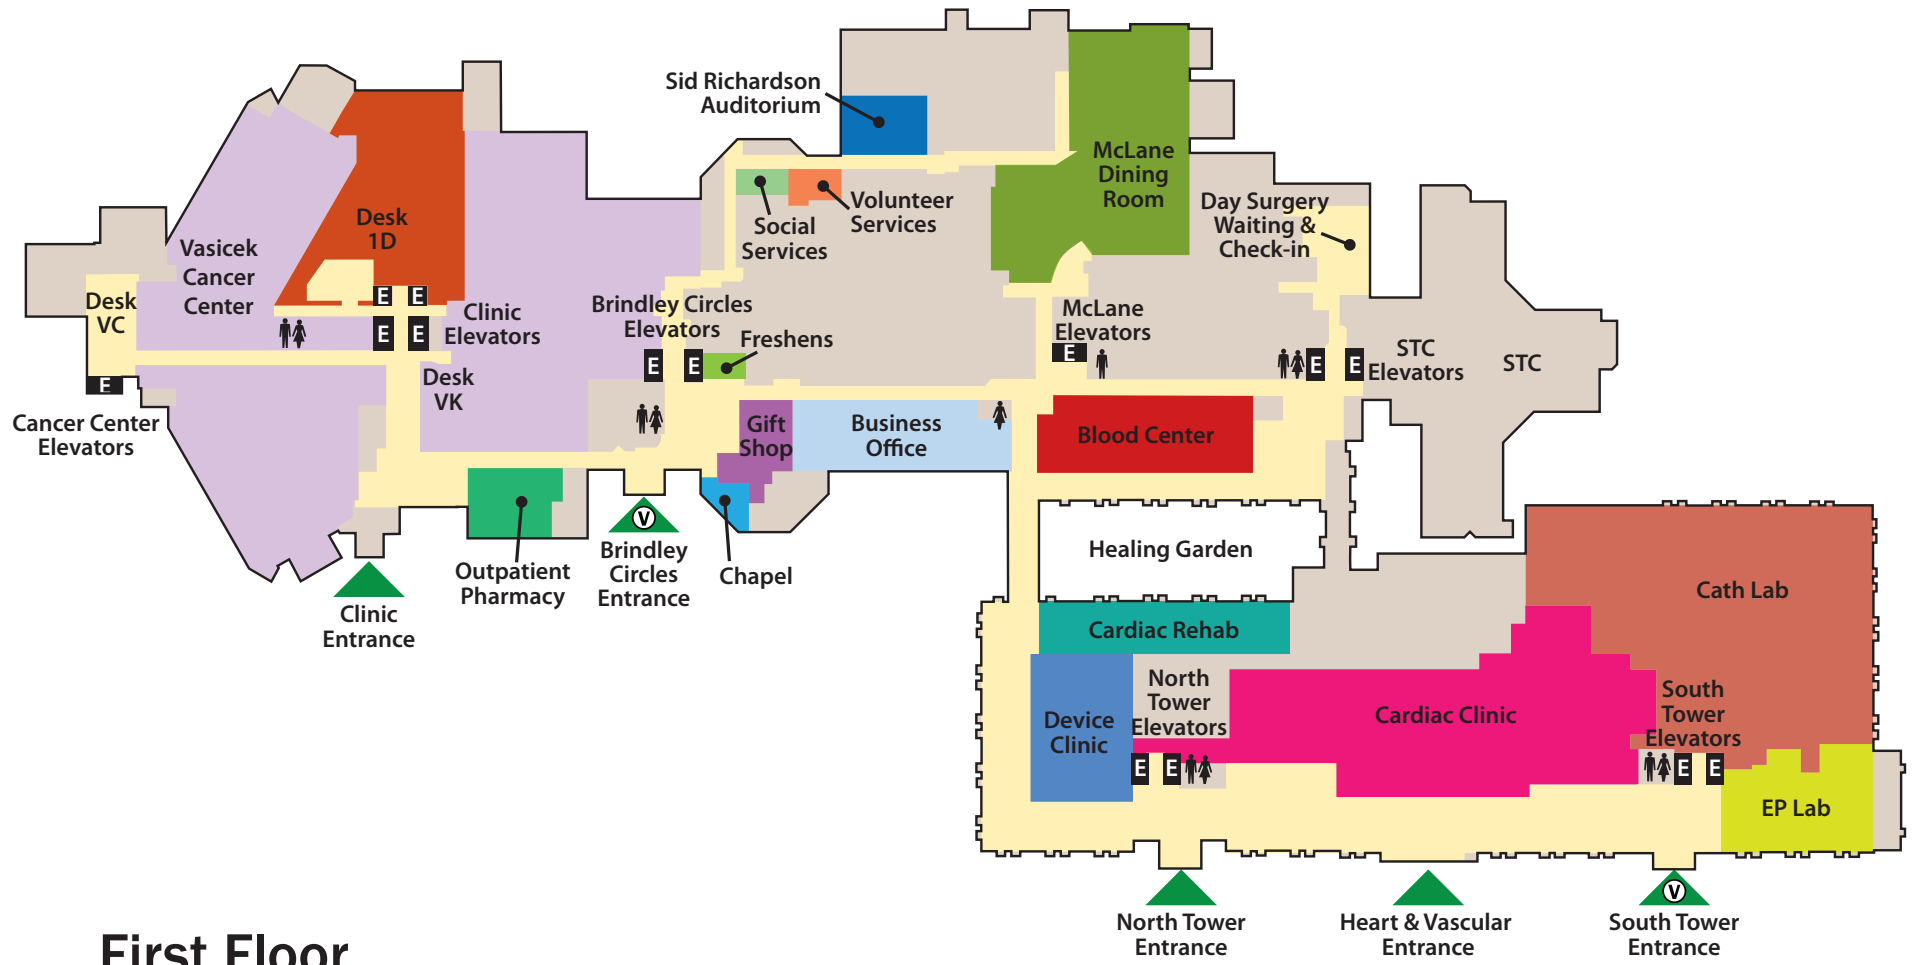 Sid Richardson
Auditorium
McLane
Dining
Room
Desk
1D
Volunteer
Services
Social
Services
Day Surgery
Waiting &
Check-in
Vasicek
Cancer
Center
Desk
VC
E
E
E
E
Clinic
Elevators
Brindley Circles
Elevators
Freshens
E
E
McLane
Elevators
E
E
E
STC
Elevators
STC
Desk
VK
E
Cancer Center
Elevators
Gift
Shop
Business
Office
Blood Center
Healing Garden
V
Brindley
Circles
Entrance
Chapel
Outpatient
Pharmacy
Clinic
Entrance
Cath Lab
Cardiac Rehab
North
Tower
Elevators
Device
Clinic
Cardiac Clinic
South
Tower
Elevators
E
E
E
E
EP Lab
V
North Tower
Entrance
Heart & Vascular
Entrance
South Tower
Entrance
First Floor